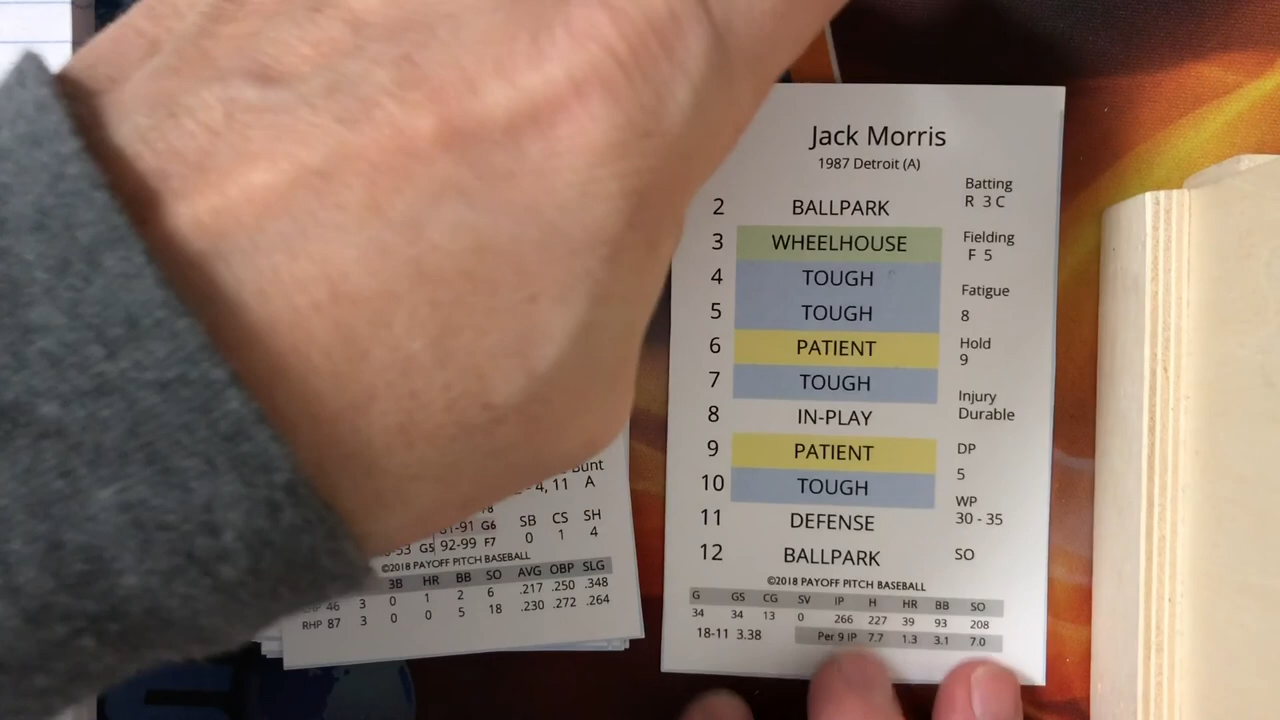 Jack Morris
1987 Detroit (A)
2 BALLPARK
3 WHEELHOUSE
4 TOUGH
5 TOUGH
6 PATIENT
7 TOUGH
8 IN-PLAY
9 PATIENT
10 TOUGH
11 DEFENSE
12 BALLPARK
Batting
R 3 C
Fielding
F 5
Fatigue
8
Hold
9
Injury
Durable
DP
5
WP
30 - 35
SO
©2018 PAYOFF PITCH BASEBALL
G GS CG SV IP H HR BB SO
34 34 13 0 266 227 39 93 208
18-11 3.38 Per 9 IP 7.7 1.3 3.1 7.0
Bunt
4, 11 A
G6 SB CS SH
G5 92-99 F7 0 1 4
©2018 PAYOFF PITCH BASEBALL
3B HR BB SO AVG OBP SLG
46 3 0 1 2 6 .217 .250 .348
RHP 87 3 0 0 5 18 .230 .272 .264